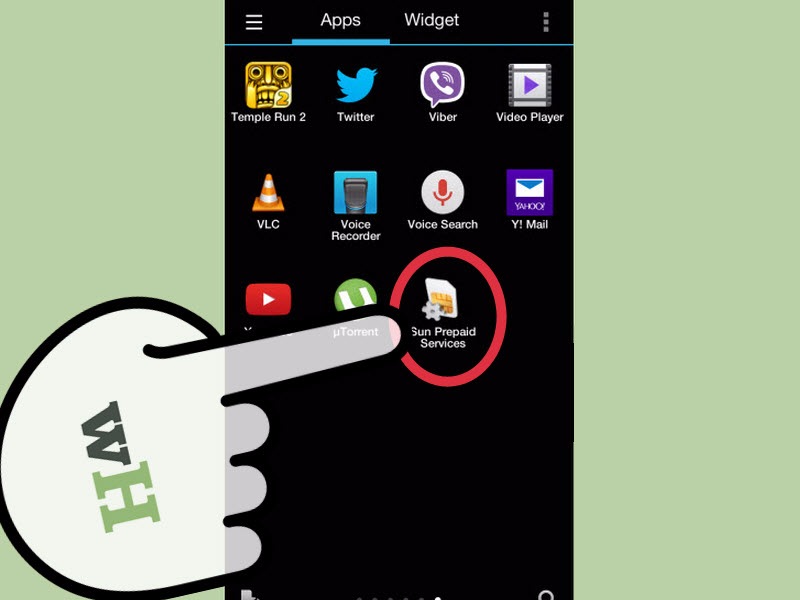 Apps Widget
Temple Run 2 Twitter Viber Video Player
2
YAHOO!
VLC Voice Recorder Voice Search Y! Mail
µTorrent Sun Prepaid
Services
wH